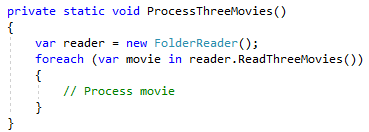 private static void ProcessThreeMovies()
{
    var reader = new FolderReader();
    foreach (var movie in reader.ReadThreeMovies())
    {
        // Process movie
    }
}